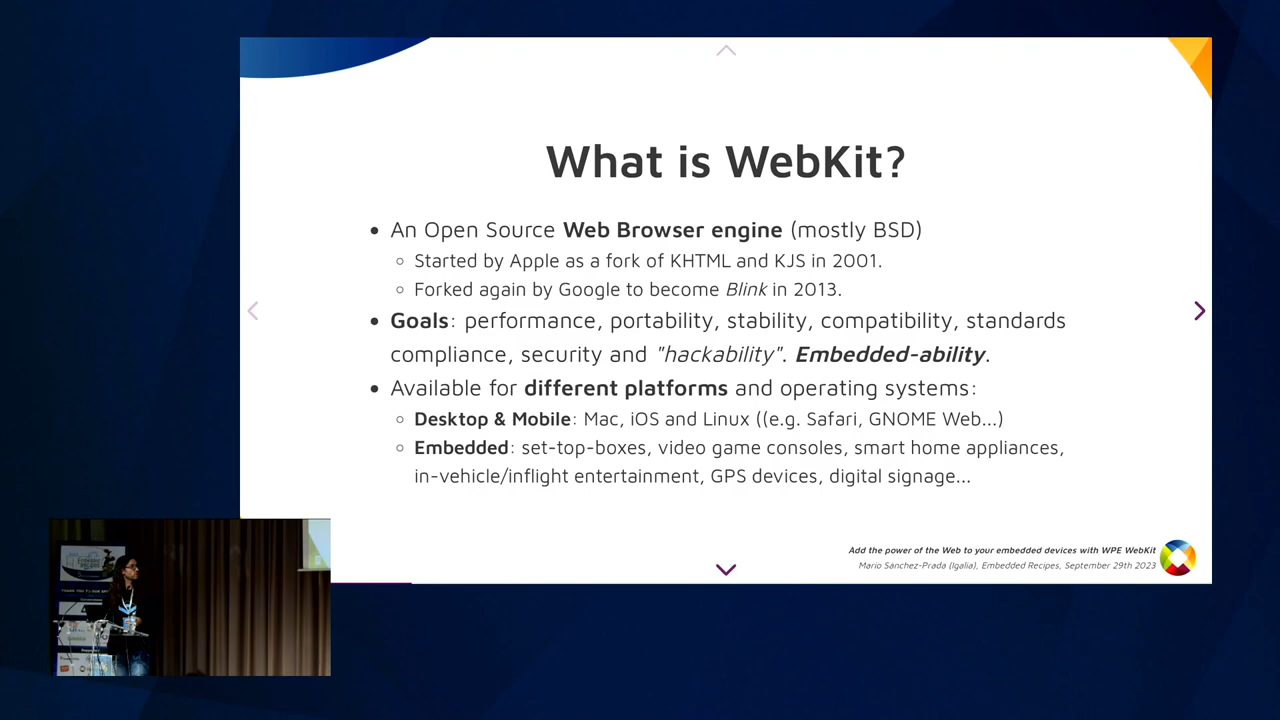 What is WebKit?
• An Open Source Web Browser engine (mostly BSD)
◦ Started by Apple as a fork of KHTML and KJS in 2001.
◦ Forked again by Google to become Blink in 2013.
• Goals: performance, portability, stability, compatibility, standards
compliance, security and "hackability". Embedded-ability.
• Available for different platforms and operating systems:
◦ Desktop & Mobile: Mac, iOS and Linux ((e.g. Safari, GNOME Web...)
◦ Embedded: set-top-boxes, video game consoles, smart home appliances,
in-vehicle/inflight entertainment, GPS devices, digital signage...
Add the power of the Web to your embedded devices with WPE WebKit
Mario Sánchez-Prada (Igalia), Embedded Recipes, September 29th 2023